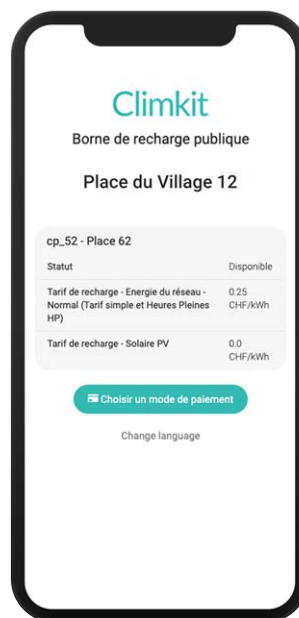 Climkit
Borne de recharge publique
Place du Village 12
cp_52 - Place 62
Statut Disponible
Tarif de recharge - Energie du réseau - 0.25
Normal (Tarif simple et Heures Pleines CHF/kWh
HP)
Tarif de recharge - Solaire PV 0.0
CHF/kWh
Choisir un mode de paiement
Change language